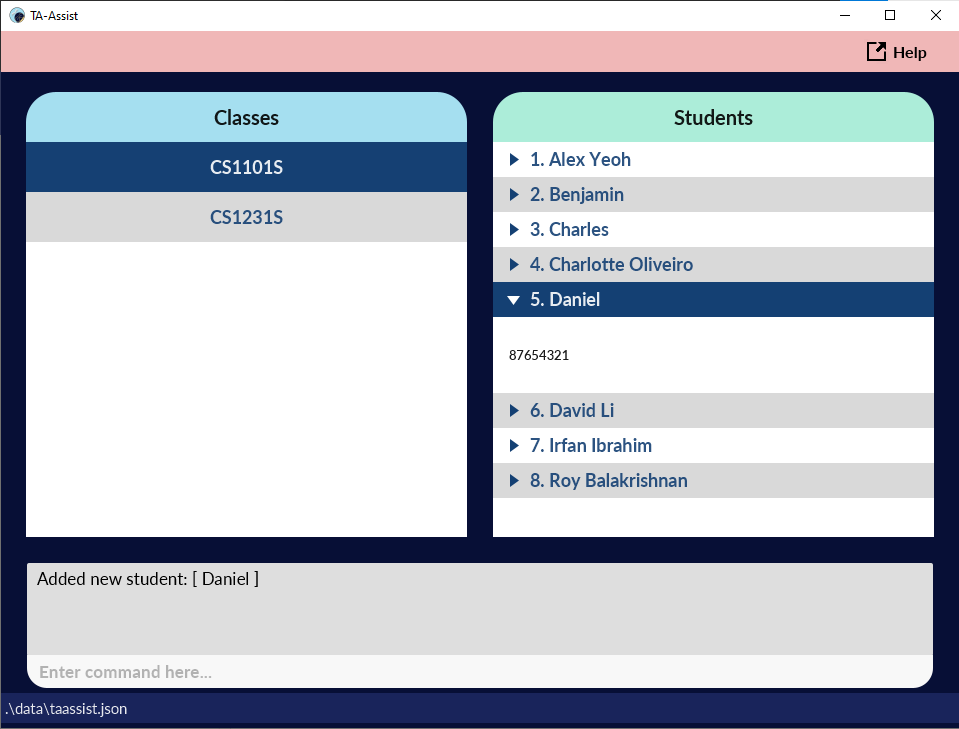 TA-Assist
Help
Classes
CS1101S
CS1231S
Students
1. Alex Yeoh
2. Benjamin
3. Charles
4. Charlotte Oliveiro
5. Daniel
87654321
6. David Li
7. Irfan Ibrahim
8. Roy Balakrishnan
Added new student: [ Daniel ]
Enter command here...
.\data\taassist.json